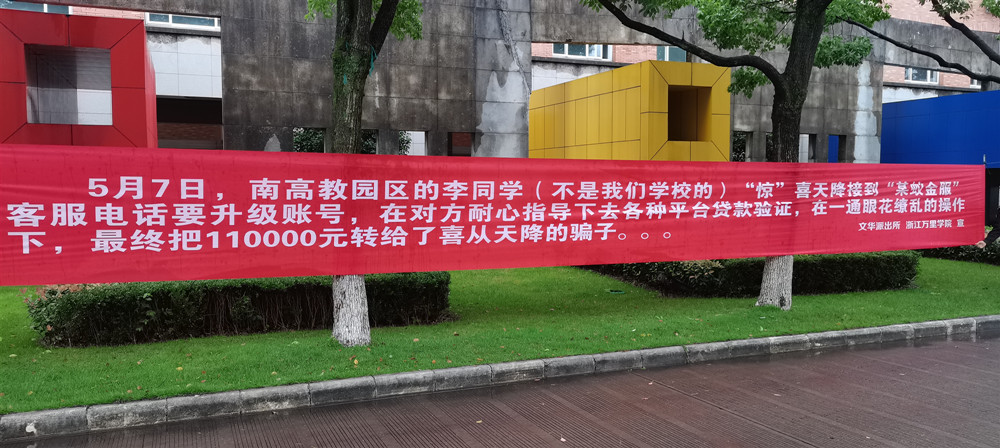 5月7日，南高教园区的李同学（不是我们学校的）“惊”喜天降接到“某蚁金服”
客服电话要升级账号，在对方耐心指导下去各种平台贷款验证，在一通眼花缭乱的操作
下，最终把110000元转给了喜从天降的骗子。。。
文华派出所 浙江万里学院 宣